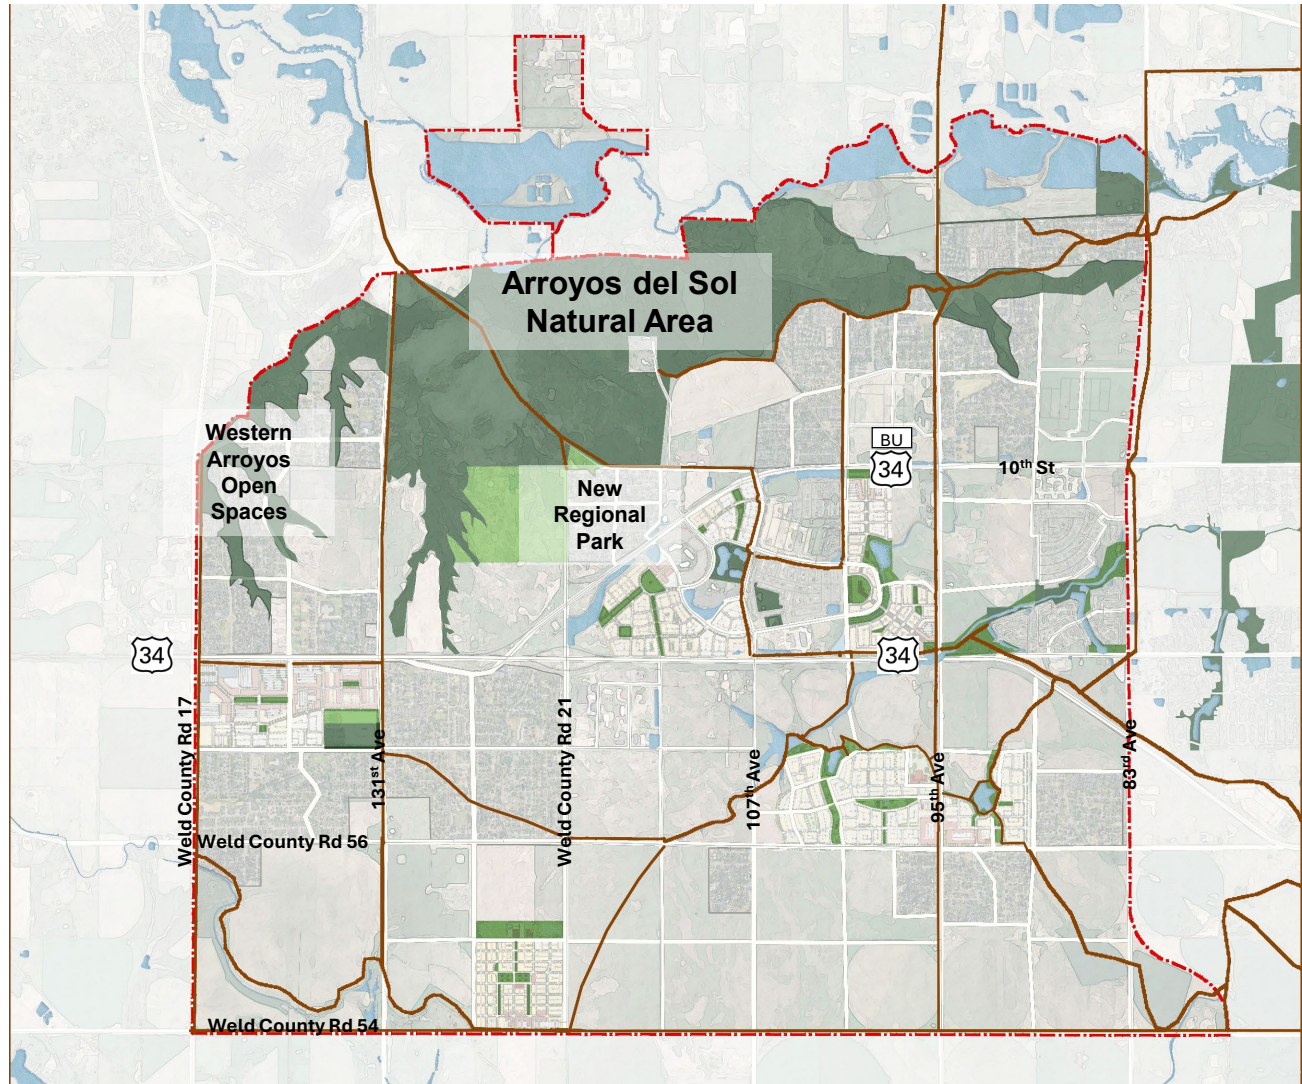 Arroyos del Sol
Natural Area
Western
Arroyos
Open
Spaces
BU
34
10th St
New
Regional
Park
34
34
Weld County Rd 17
131st Ave
Weld County Rd 21
107th Ave
95th Ave
83rd Ave
Weld County Rd 56
Weld County Rd 54